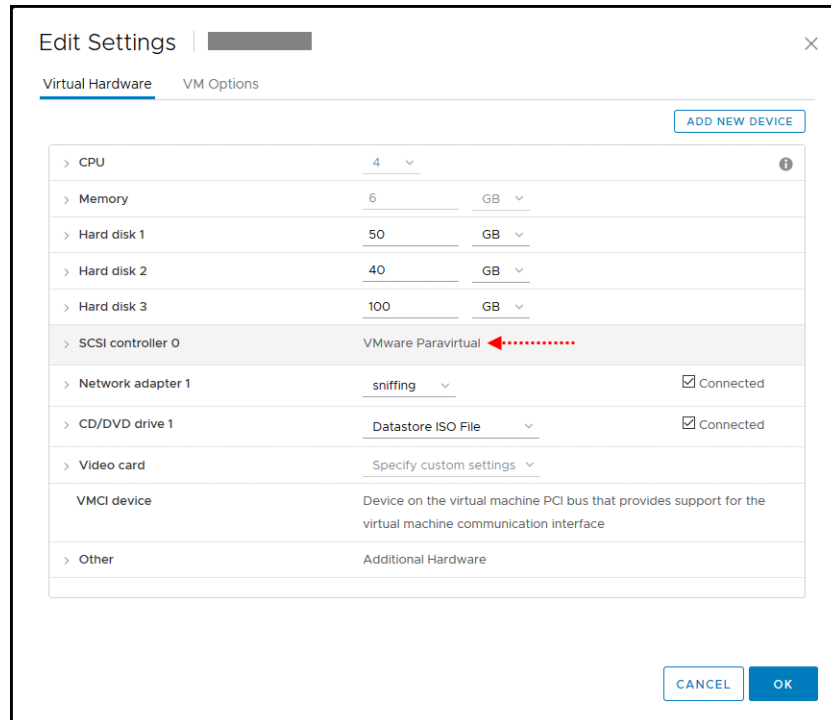 Edit Settings
Virtual Hardware VM Options
ADD NEW DEVICE
CPU 4
Memory 6 GB
Hard disk 1 50 GB
Hard disk 2 40 GB
Hard disk 3 100 GB
SCSI controller 0 VMware Paravirtual
Network adapter 1 sniffing Connected
CD/DVD drive 1 Datastore ISO File Connected
Video card Specify custom settings
VMCI device Device on the virtual machine PCI bus that provides support for the
virtual machine communication interface
Other Additional Hardware
CANCEL OK